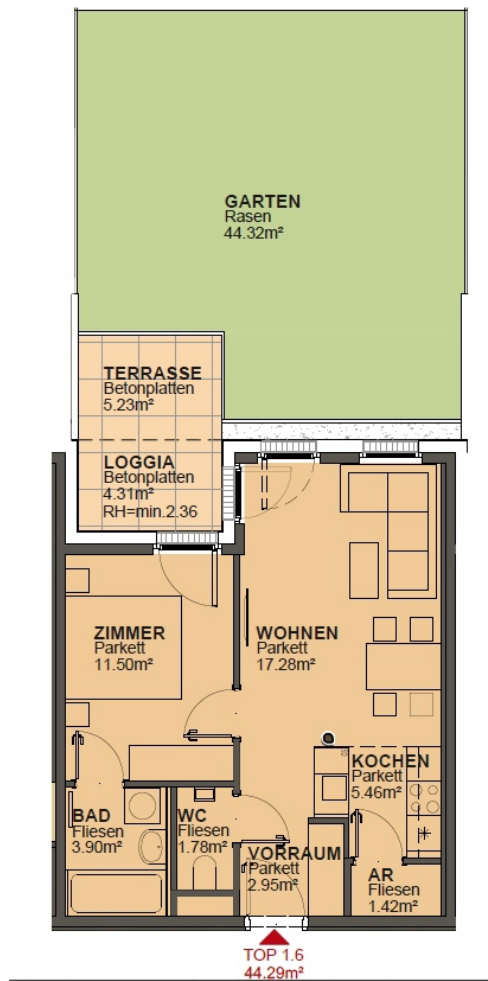 GARTEN
Rasen
44.32m²
TERRASSE
Betonplatten
5.23m²
LOGGIA
Betonplatten
4.31m²
RH=min.2.36
ZIMMER
Parkett
11.50m²
WOHNEN
Parkett
17.28m²
KOCHEN
Parkett
5.46m²
BAD
Fliesen
3.90m²
WC
Fliesen
1.78m²
VORRAUM
Parkett
2.95m²
AR
Fliesen
1.42m²
TOP 1.6
44.29m²